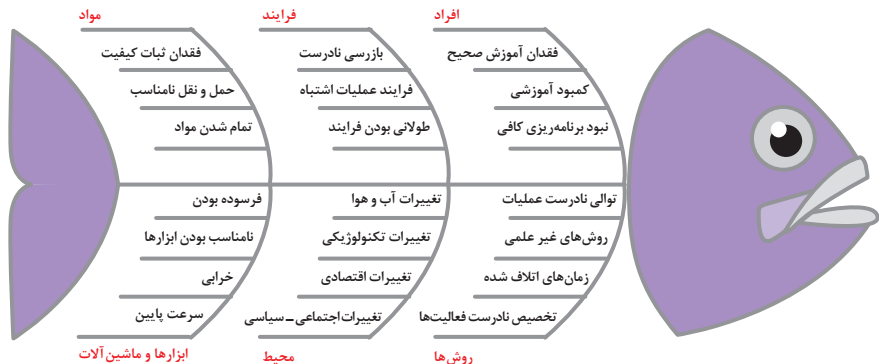 افراد
فقدان آموزش صحیح
کمبود آموزشی
نبود برنامه‌ریزی کافی
فرایند
بازرسی نادرست
فرایند عملیات اشتباه
طولانی بودن فرایند
مواد
فقدان ثبات کیفیت
حمل و نقل نامناسب
تمام شدن مواد
توالی نادرست عملیات
روش‌های غیر علمی
زمان‌های اتلاف شده
تخصیص نادرست فعالیت‌ها
روش‌ها
تغییرات آب و هوا
تغییرات تکنولوژیکی
تغییرات اقتصادی
تغییرات اجتماعی ـ سیاسی
محیط
فرسوده بودن
نامناسب بودن ابزارها
خرابی
سرعت پایین
ابزارها و ماشین آلات